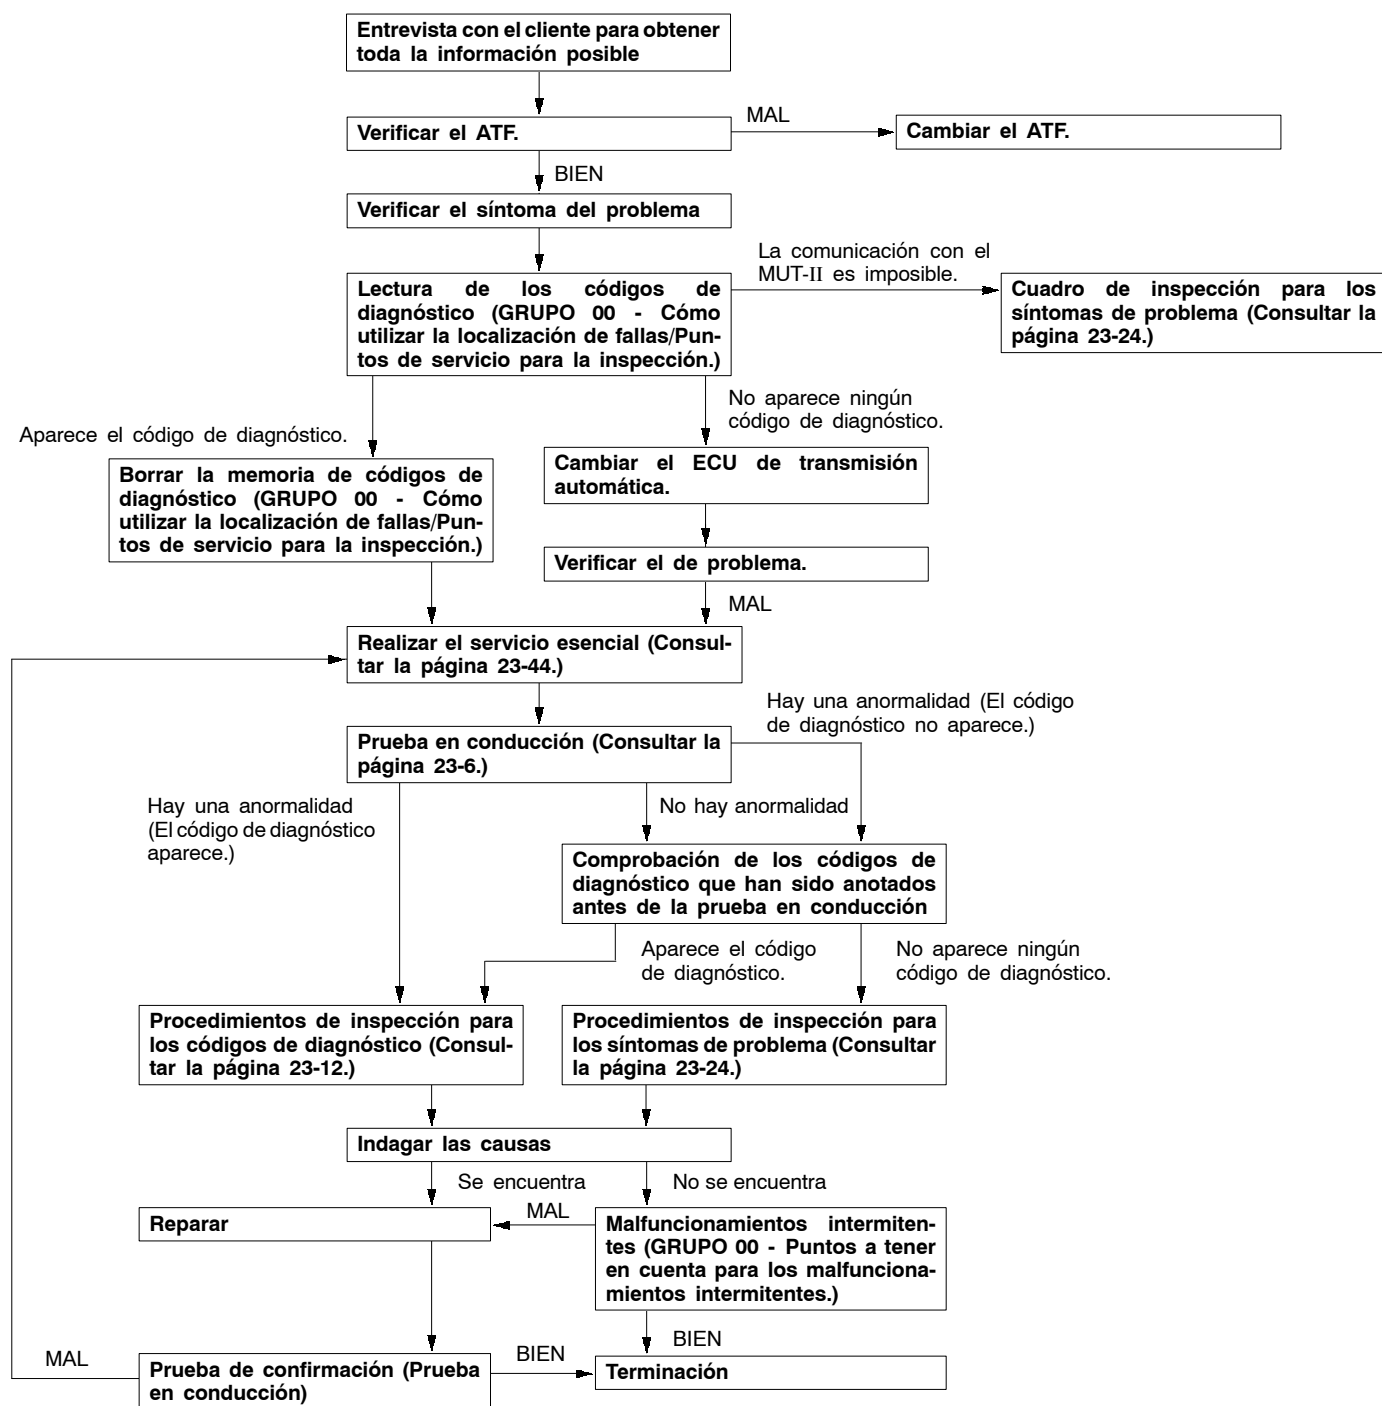 Entrevista con el cliente para obtener
toda la información posible
MAL
Verificar el ATF.
Cambiar el ATF.
BIEN
Verificar el síntoma del problema
La comunicación con el
MUT-II es imposible.
Lectura de los códigos de
diagnóstico (GRUPO 00 - Cómo
utilizar la localización de fallas/Pun-
tos de servicio para la inspección.)
Cuadro de inspección para los
síntomas de problema (Consultar la
página 23-24.)
No aparece ningún
código de diagnóstico.
Aparece el código de diagnóstico.
Borrar la memoria de códigos de
diagnóstico (GRUPO 00 - Cómo
utilizar la localización de fallas/Pun-
tos de servicio para la inspección.)
Cambiar el ECU de transmisión
automática.
Verificar el de problema.
MAL
Realizar el servicio esencial (Consul-
tar la página 23-44.)
Hay una anormalidad (El código
de diagnóstico no aparece.)
Prueba en conducción (Consultar la
página 23-6.)
Hay una anormalidad
(El código de diagnóstico
aparece.)
No hay anormalidad
Comprobación de los códigos de
diagnóstico que han sido anotados
antes de la prueba en conducción
Aparece el código
de diagnóstico.
No aparece ningún
código de diagnóstico.
Procedimientos de inspección para
los códigos de diagnóstico (Consul-
tar la página 23-12.)
Procedimientos de inspección para
los síntomas de problema (Consultar
la página 23-24.)
Indagar las causas
Se encuentra
No se encuentra
Reparar
MAL
Malfuncionamientos intermiten-
tes (GRUPO 00 - Puntos a tener
en cuenta para los malfunciona-
mientos intermitentes.)
BIEN
MAL
Prueba de confirmación (Prueba
en conducción)
BIEN
Terminación